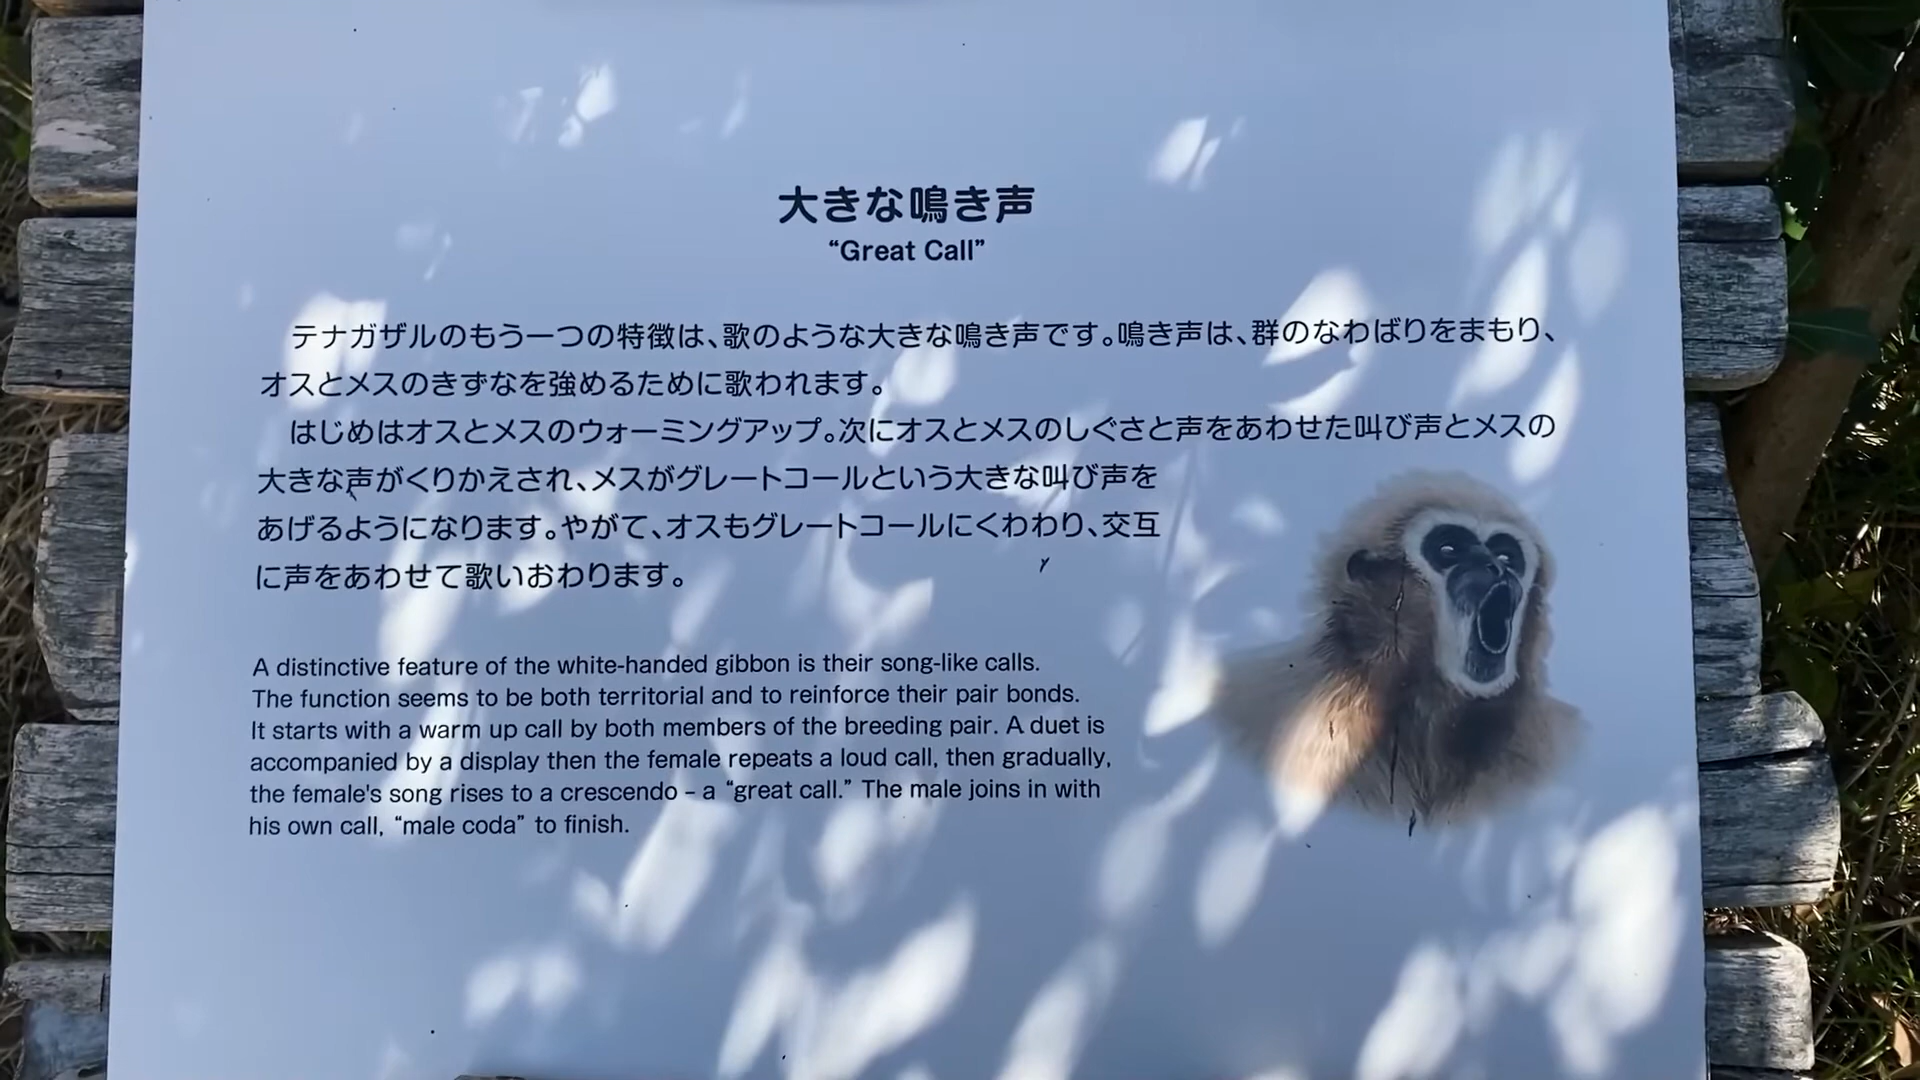 大きな鳴き声
“Great Call”
テナガザルのもう一つの特徴は、歌のような大きな鳴き声です。鳴き声は、群のなわばりをまもり、
オスとメスのきずなを強めるために歌われます。
はじめはオスとメスのウォーミングアップ。次にオスとメスのしぐさと声をあわせた叫び声とメスの
大きな声がくりかえされ、メスがグレートコールという大きな叫び声を
あげるようになります。やがて、オスもグレートコールにくわわり、交互
に声をあわせて歌いおわります。
A distinctive feature of the white-handed gibbon is their song-like calls.
The function seems to be both territorial and to reinforce their pair bonds.
It starts with a warm up call by both members of the breeding pair. A duet is
accompanied by a display then the female repeats a loud call, then gradually,
the female's song rises to a crescendo – a “great call.” The male joins in with
his own call, “male coda” to finish.